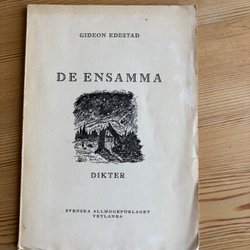 GIDEON EDESTAD
DE ENSAMMA
DIKTER
SVENSKA ALLMOGEFÖRLAGET
VETLANDA